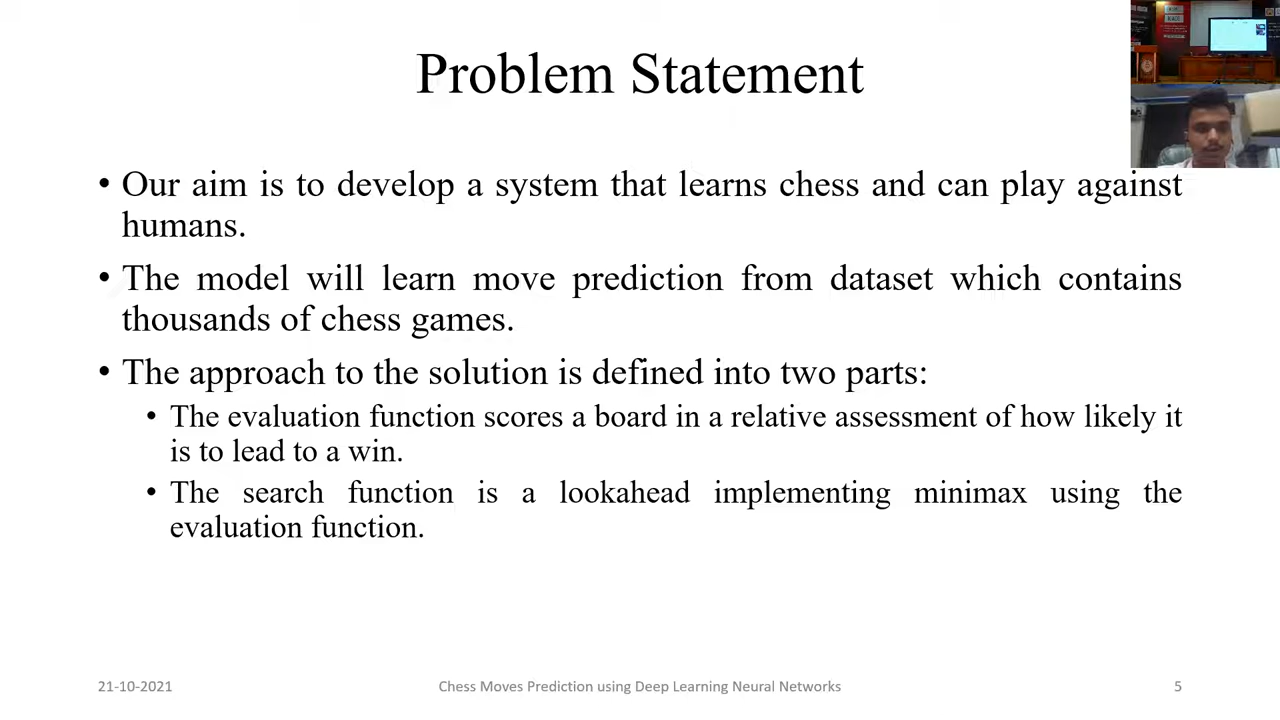 Problem Statement
• Our aim is to develop a system that learns chess and can play against
humans.
• The model will learn move prediction from dataset which contains
thousands of chess games.
• The approach to the solution is defined into two parts:
• The evaluation function scores a board in a relative assessment of how likely it
is to lead to a win.
• The search function is a lookahead implementing minimax using the
evaluation function.
21-10-2021
Chess Moves Prediction using Deep Learning Neural Networks
5